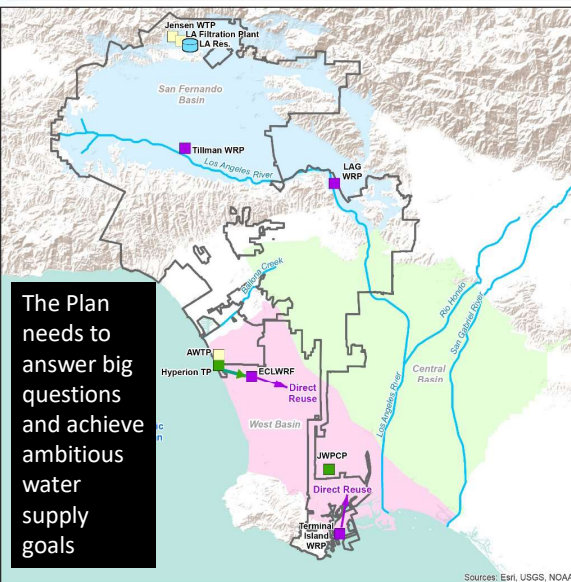 Jensen WTP
LA Filtration Plant
LA Res.
San Fernando
Basin
Tillman WRP
Los Angeles River
LAG
WRP
Ballona Creek
Rio Hondo
San Gabriel River
The Plan
needs to
answer big
questions
and achieve
ambitious
water
supply
goals
AWTP
Hyperion TP
ECLWRF
Direct
Reuse
West Basin
Los Angeles River
Central
Basin
JWPCP
Direct Reuse
Terminal
Island
WRP
Sources: Esri, USGS, NOAA